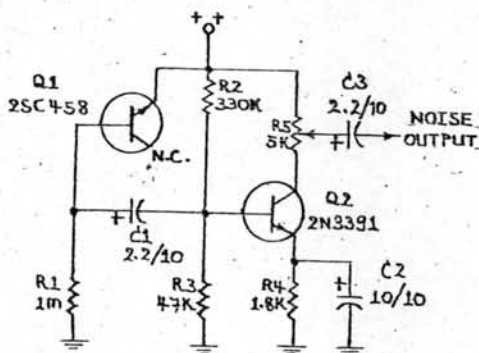 + +
Q1
2SC458
N.C.
R2
330K
R5
5K
C3
2.2/10
+
NOISE
OUTPUT
+
C1
2.2/10
Q2
2N3391
R1
1m
R3
47K
R4
1.8K
+
C2
10/10